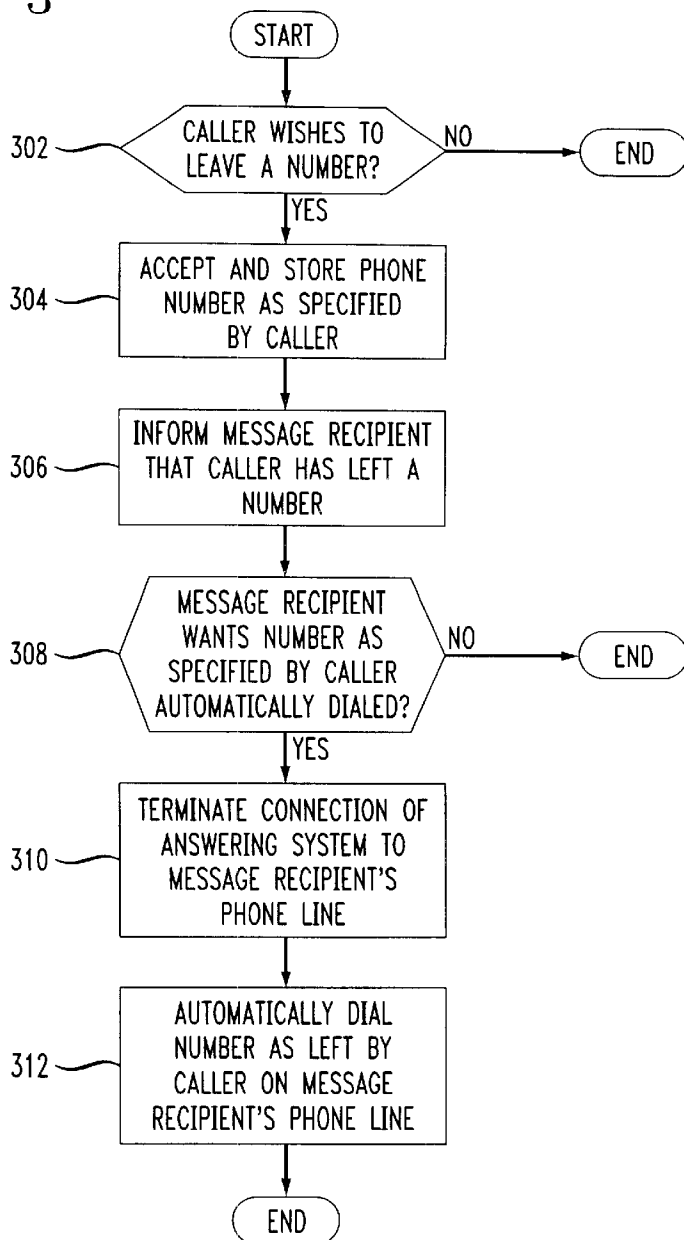 START
302
CALLER WISHES TO
LEAVE A NUMBER?
NO
END
YES
304
ACCEPT AND STORE PHONE
NUMBER AS SPECIFIED
BY CALLER
306
INFORM MESSAGE RECIPIENT
THAT CALLER HAS LEFT A
NUMBER
308
MESSAGE RECIPIENT
WANTS NUMBER AS
SPECIFIED BY CALLER
AUTOMATICALLY DIALED?
NO
END
YES
310
TERMINATE CONNECTION OF
ANSWERING SYSTEM TO
MESSAGE RECIPIENT'S
PHONE LINE
312
AUTOMATICALLY DIAL
NUMBER AS LEFT BY
CALLER ON MESSAGE
RECIPIENT'S PHONE LINE
END